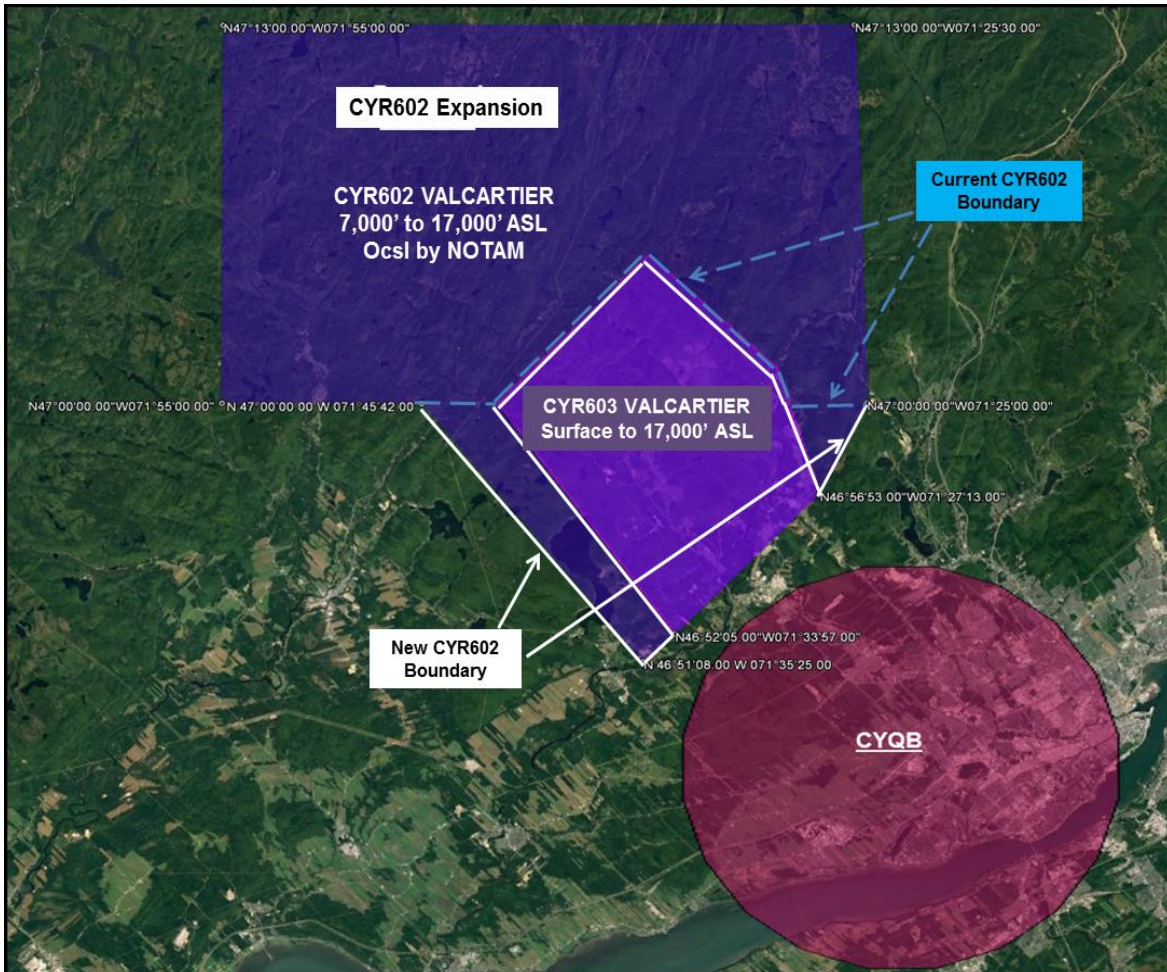 N47°13'00.00"W071°55'00.00"
N47°13'00.00"W071°25'30.00"
CYR602 Expansion
CYR602 VALCARTIER
7,000' to 17,000' ASL
Ocsl by NOTAM
Current CYR602
Boundary
N47°00'00.00"W071°55'00.00"
N 47°00'00.00 W 071°45'42.00
N47°00'00.00"W071°25'00.00"
CYR603 VALCARTIER
Surface to 17,000' ASL
N46°56'53.00"W071°27'13.00"
New CYR602
Boundary
N46°52'05.00"W071°33'57.00"
N 46°51'08.00 W 071°35'25.00
CYQB